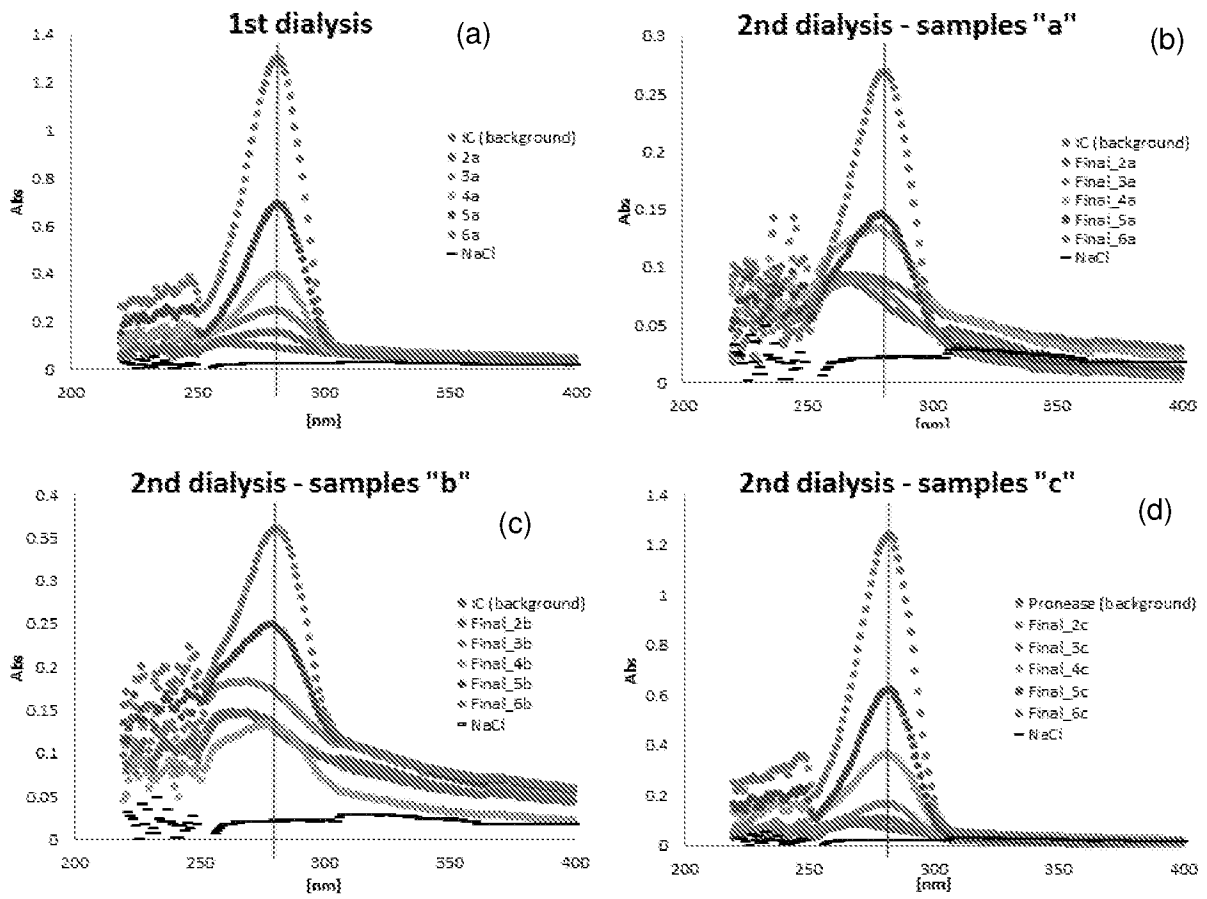 1st dialysis
(a)
1.4
1.2
1
0.8
0.6
0.4
0.2
0
Abs
200
250
300
350
400
[nm]
IC (background)
2a
3a
4a
5a
6a
NaCl
2nd dialysis - samples "a"
(b)
0.3
0.25
0.2
0.15
0.1
0.05
0
Abs
200
250
300
350
400
[nm]
IC (background)
Final_2a
Final_3a
Final_4a
Final_5a
Final_6a
NaCl
2nd dialysis - samples "b"
(c)
0.4
0.35
0.3
0.25
0.2
0.15
0.1
0.05
0
Abs
200
250
300
350
400
[nm]
IC (background)
Final_2b
Final_3b
Final_4b
Final_5b
Final_6b
NaCl
2nd dialysis - samples "c"
(d)
1.4
1.2
1
0.8
0.6
0.4
0.2
0
Abs
200
250
300
350
400
[nm]
Pronease (background)
Final_2c
Final_3c
Final_4c
Final_5c
Final_6c
NaCl